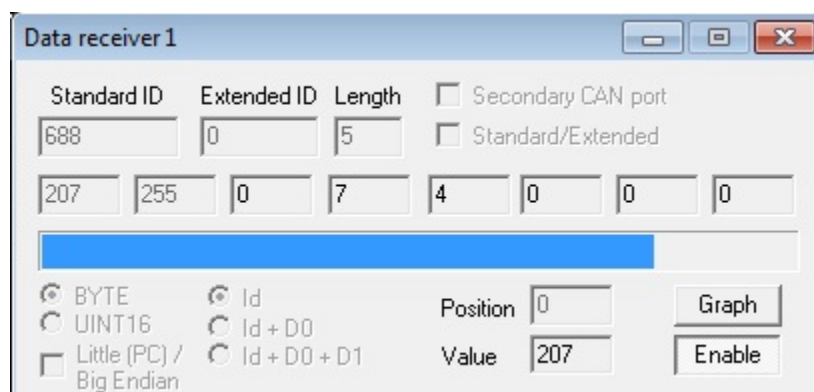 Data receiver 1
Standard ID Extended ID Length Secondary CAN port
688 0 5 Standard/Extended
207 255 0 7 4 0 0 0
BYTE Id Position 0 Graph
UINT16 Id + D0
Little (PC) / Id + D0 + D1 Value 207 Enable
Big Endian